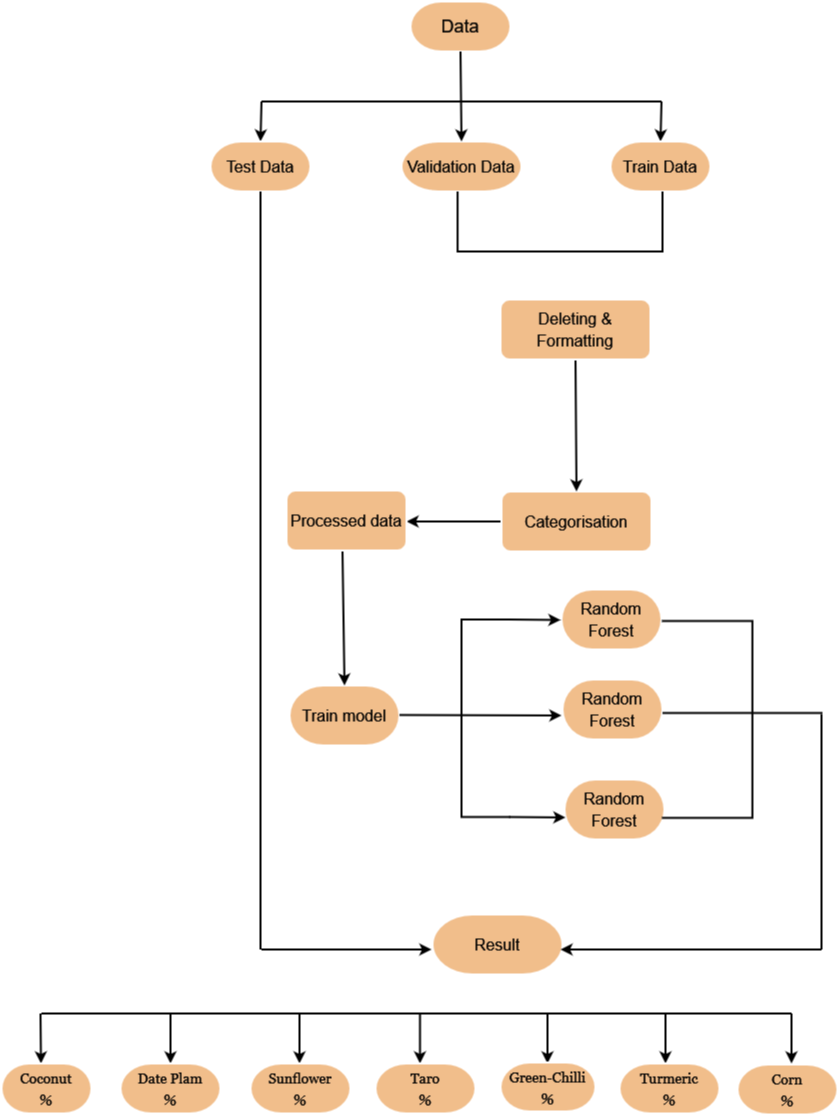 Data
Test Data
Validation Data
Train Data
Deleting &
Formatting
Processed data
Categorisation
Random
Forest
Train model
Random
Forest
Random
Forest
Result
Coconut
%
Date Plam
%
Sunflower
%
Taro
%
Green-Chilli
%
Turmeric
%
Corn
%